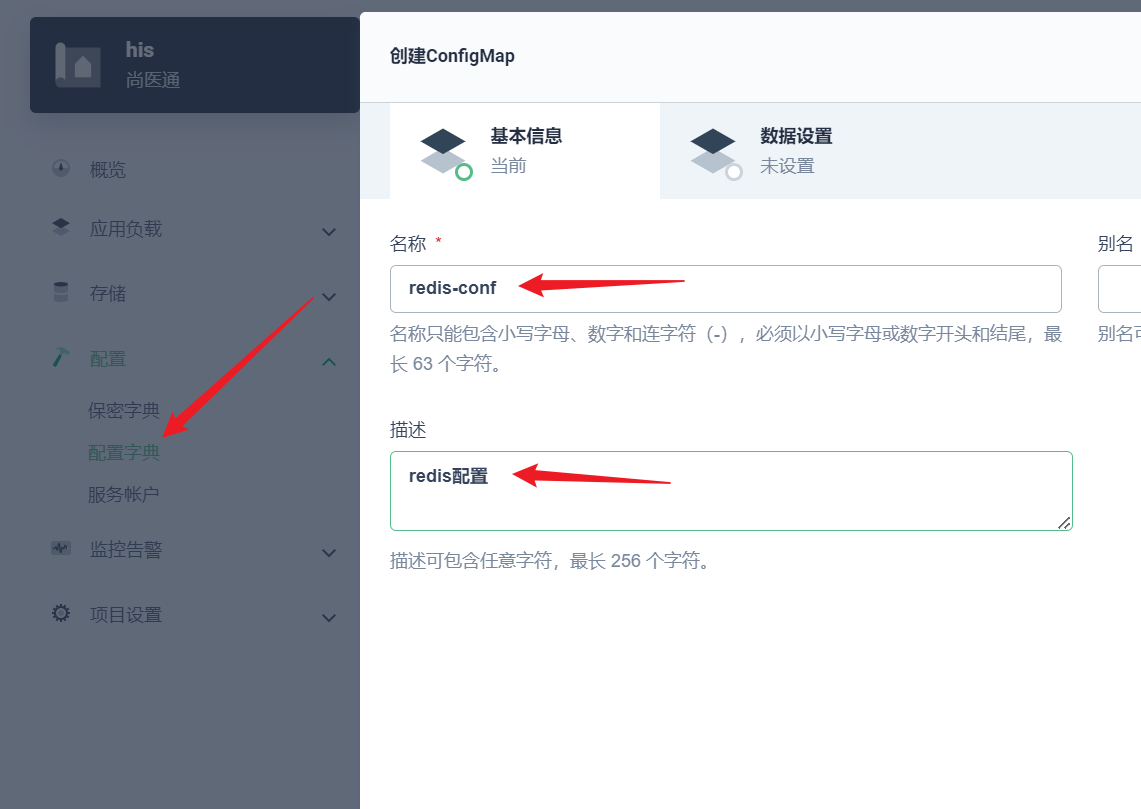 his
尚医通
概览
应用负载
存储
配置
保密字典
配置字典
服务帐户
监控告警
项目设置
创建ConfigMap
基本信息
当前
数据设置
未设置
名称 *
redis-conf
名称只能包含小写字母、数字和连字符（-），必须以小写字母或数字开头和结尾，最
长 63 个字符。
别名
别名
描述
redis配置
描述可包含任意字符，最长 256 个字符。